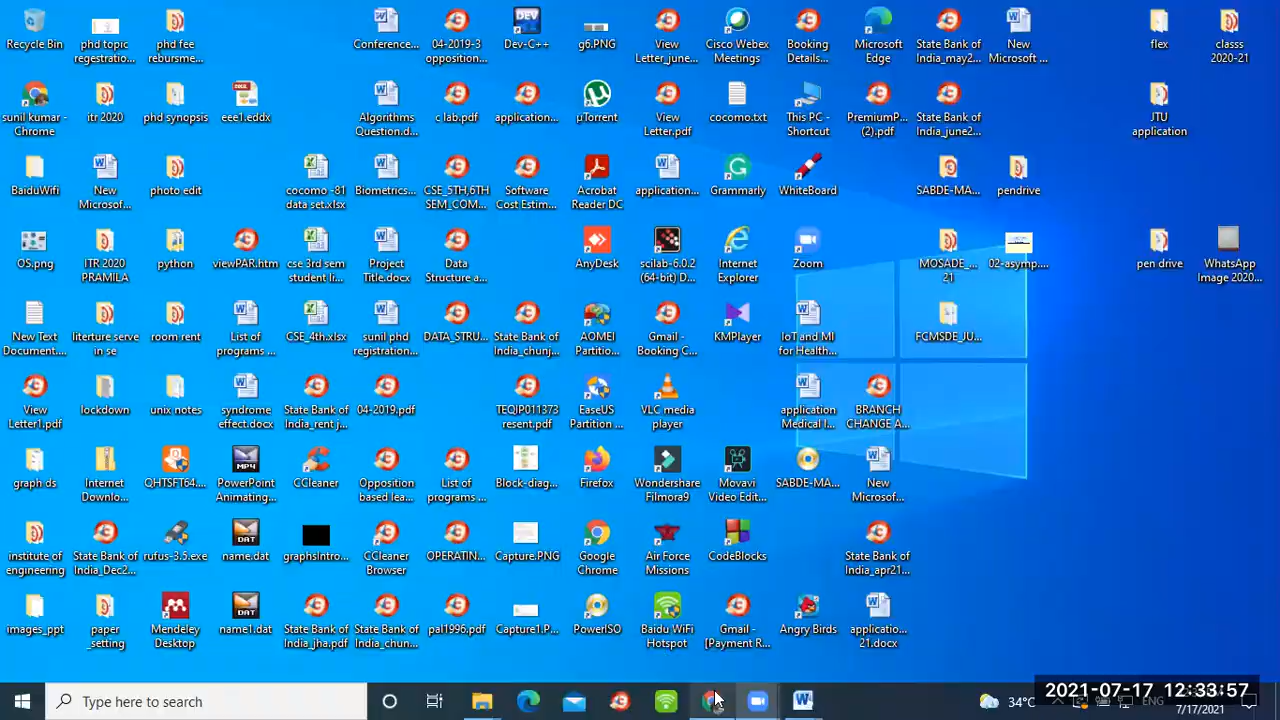 Recycle Bin
phd topic
regestratio...
phd fee
rebursme...
Conference...
04-2019-3
opposition...
Dev-C++
g6.PNG
View
Letter_june...
Cisco Webex
Meetings
Booking
Details...
Microsoft
Edge
State Bank of
India_may2...
New
Microsoft ...
flex
classs
2020-21
sunil kumar -
Chrome
itr 2020
phd synopsis
eee1.eddx
Algorithms
Question.d...
c lab.pdf
application...
µTorrent
View
Letter.pdf
cocomo.txt
This PC -
Shortcut
PremiumP...
(2).pdf
State Bank of
India_june2...
JTU
application
BaiduWifi
New
Microsof...
photo edit
cocomo -81
data set.xlsx
Biometrics...
CSE_5TH,6TH
SEM_COM...
Software
Cost Estim...
Acrobat
Reader DC
application...
Grammarly
WhiteBoard
SABDE-MA...
pendrive
OS.png
ITR 2020
PRAMILA
python
viewPAR.htm
cse 3rd sem
student li...
Project
Title.docx
Data
Structure a...
AnyDesk
scilab-6.0.2
(64-bit) D...
Internet
Explorer
Zoom
MOSADE_...
21
02-asymp....
pen drive
WhatsApp
Image 2020...
New Text
Document....
literture serve
in se
room rent
List of
programs ...
CSE_4th.xlsx
sunil phd
registration...
DATA_STRU...
State Bank of
India_chunj...
AOMEI
Partitio...
Gmail -
Booking C...
KMPlayer
IoT and Ml
for Health...
FCMSDE_JU...
View
Letter1.pdf
lockdown
unix notes
syndrome
effect.docx
State Bank of
India_rent j...
04-2019.pdf
TEQIP011373
resent.pdf
EaseUS
Partition ...
VLC media
player
application
Medical I...
BRANCH
CHANGE A...
graph ds
Internet
Downlo...
QHTSFT64...
MP4
PowerPoint
Animating...
CCleaner
Opposition
based lea...
List of
programs ...
Block-diag...
Firefox
Wondershare
Filmora9
Movavi
Video Edit...
SABDE-MA...
New
Microsof...
institute of
engineering
State Bank of
India_Dec2...
rufus-3.5.exe
DAT
name.dat
graphsIntro...
CCleaner
Browser
OPERATIN...
Capture.PNG
Google
Chrome
Air Force
Missions
CodeBlocks
State Bank of
India_apr21...
images_ppt
paper
_setting
Mendeley
Desktop
DAT
name1.dat
State Bank of
India_jha.pdf
State Bank of
India_chun...
pal1996.pdf
Capture1.P...
PowerISO
Baidu WiFi
Hotspot
Gmail -
[Payment R...
Angry Birds
applicatio...
21.docx
Type here to search
34°C
ENG
2021-07-17 12:33:57
7/17/2021